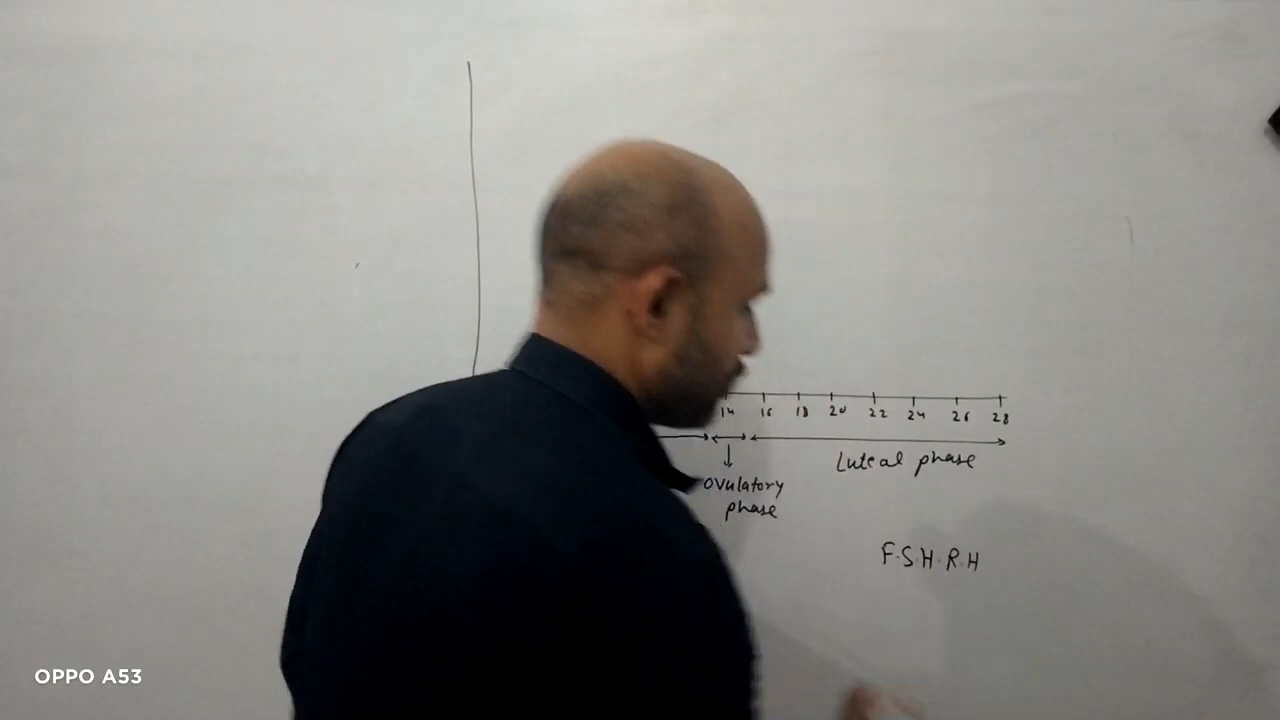 14 16 18 20 22 24 26 28
Luteal phase
ovulatory
phase
F.S.H.R.H
OPPO A53